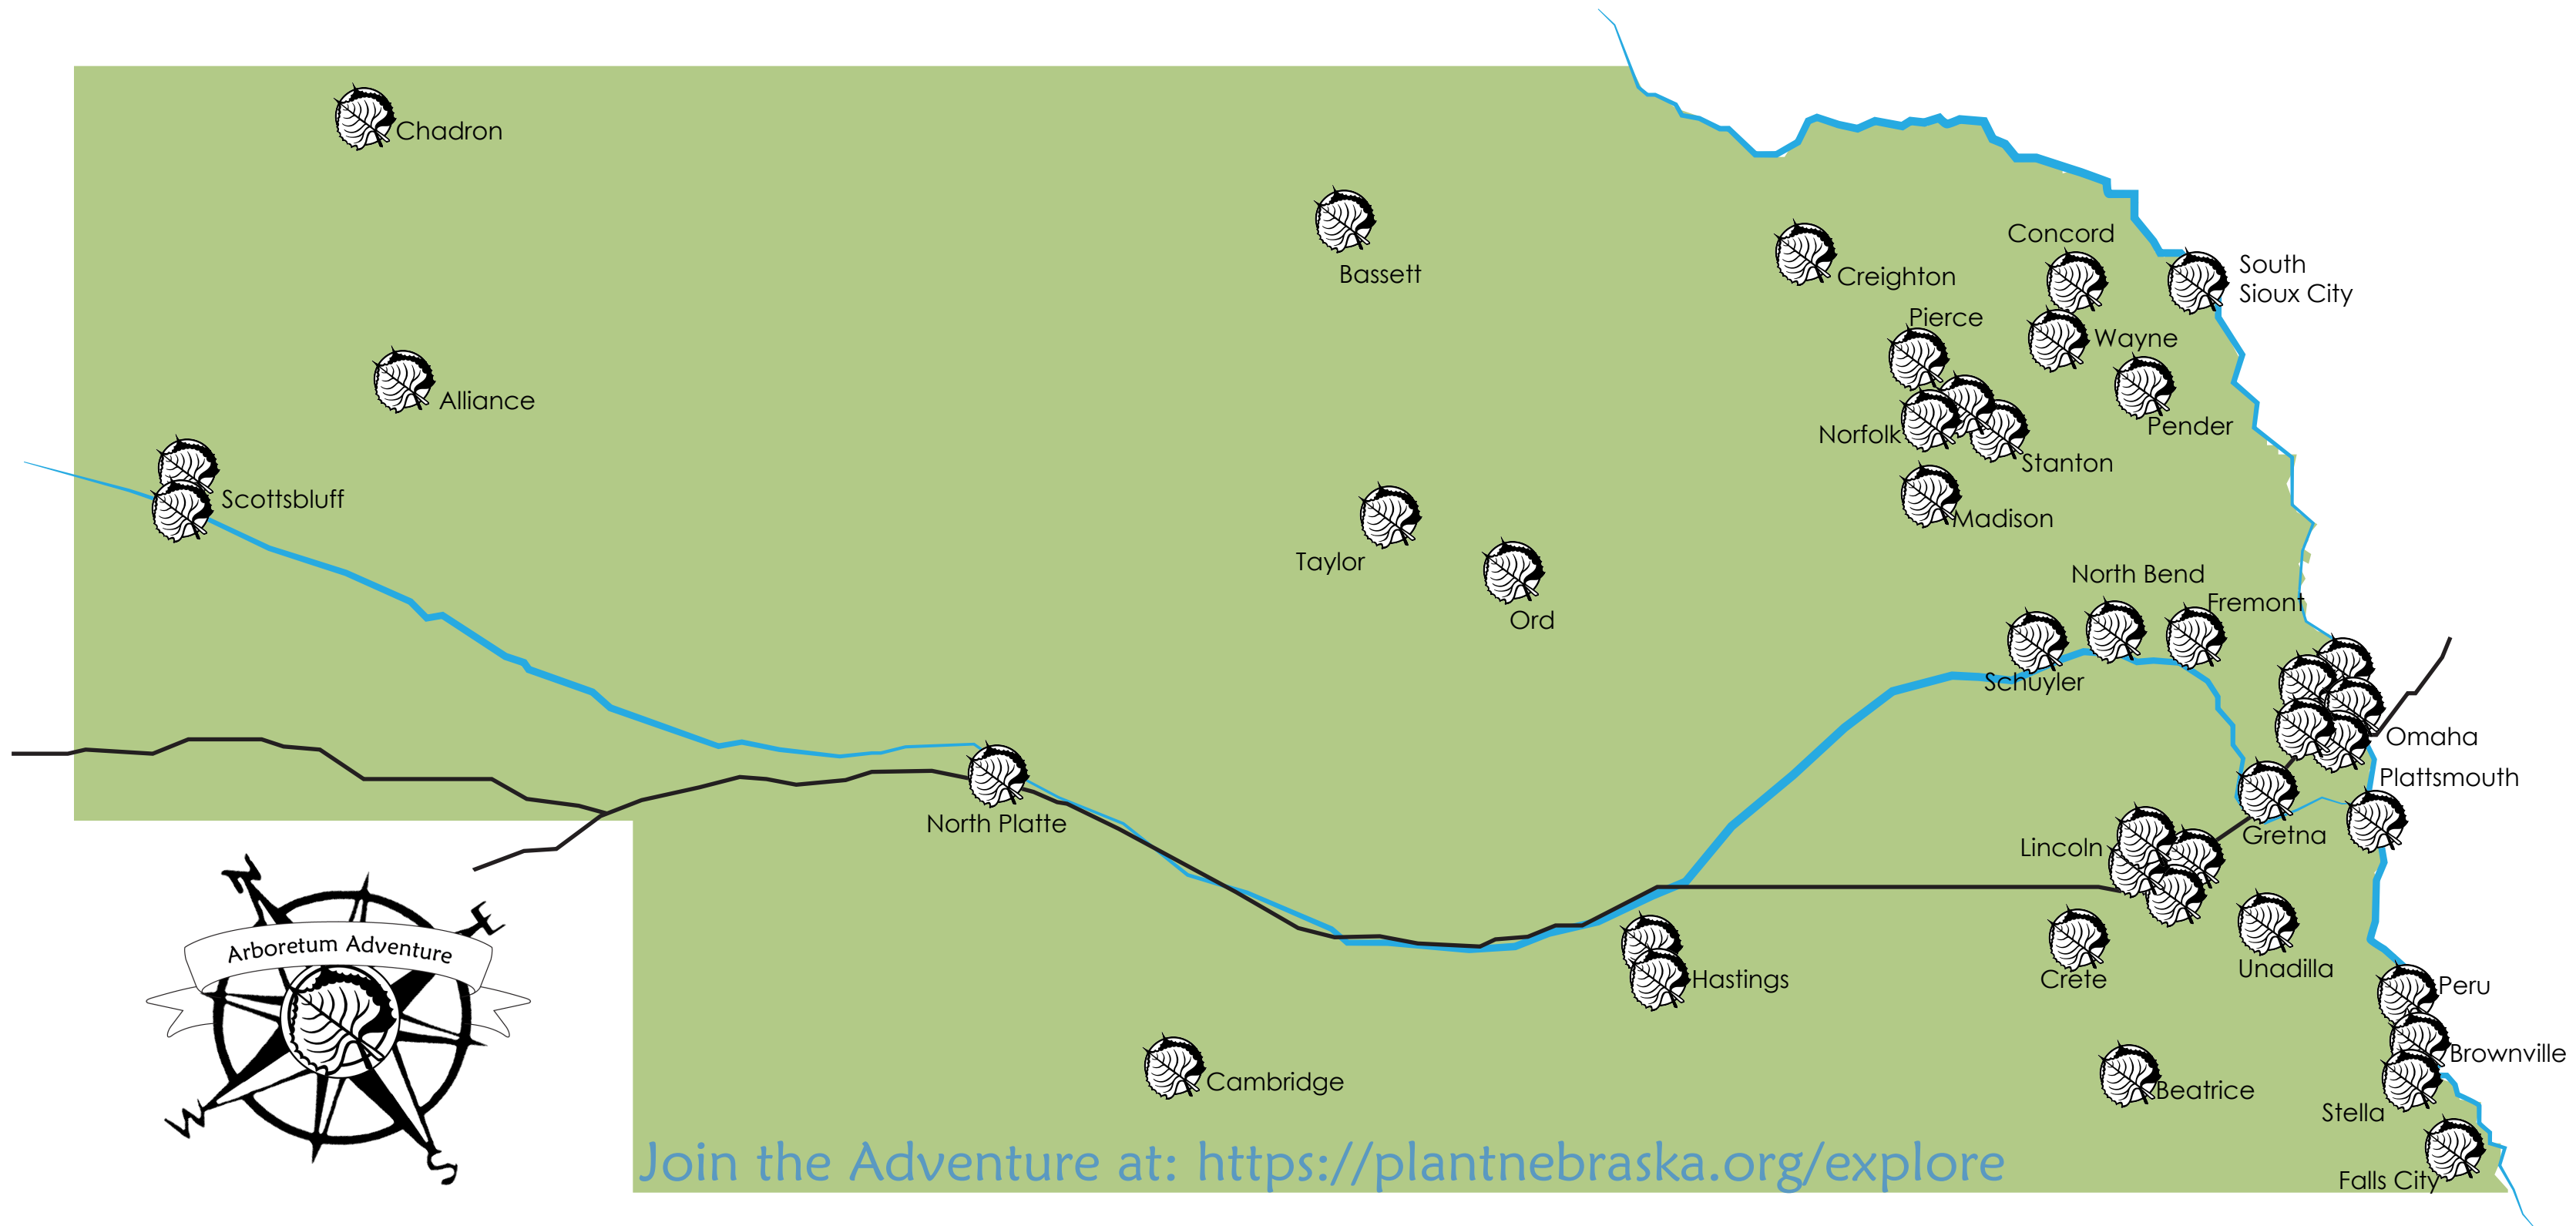 Chadron
Bassett
Concord
South
Sioux City
Creighton
Pierce
Wayne
Alliance
Pender
Norfolk
Stanton
Scottsbluff
Madison
Taylor
North Bend
Fremont
Ord
Schuyler
Omaha
Plattsmouth
North Platte
Gretna
Lincoln
N
E
Arboretum Adventure
Unadilla
Hastings
Crete
Peru
Brownville
Cambridge
Beatrice
W
Stella
S
Join the Adventure at: https://plantnebraska.org/explore
Falls City